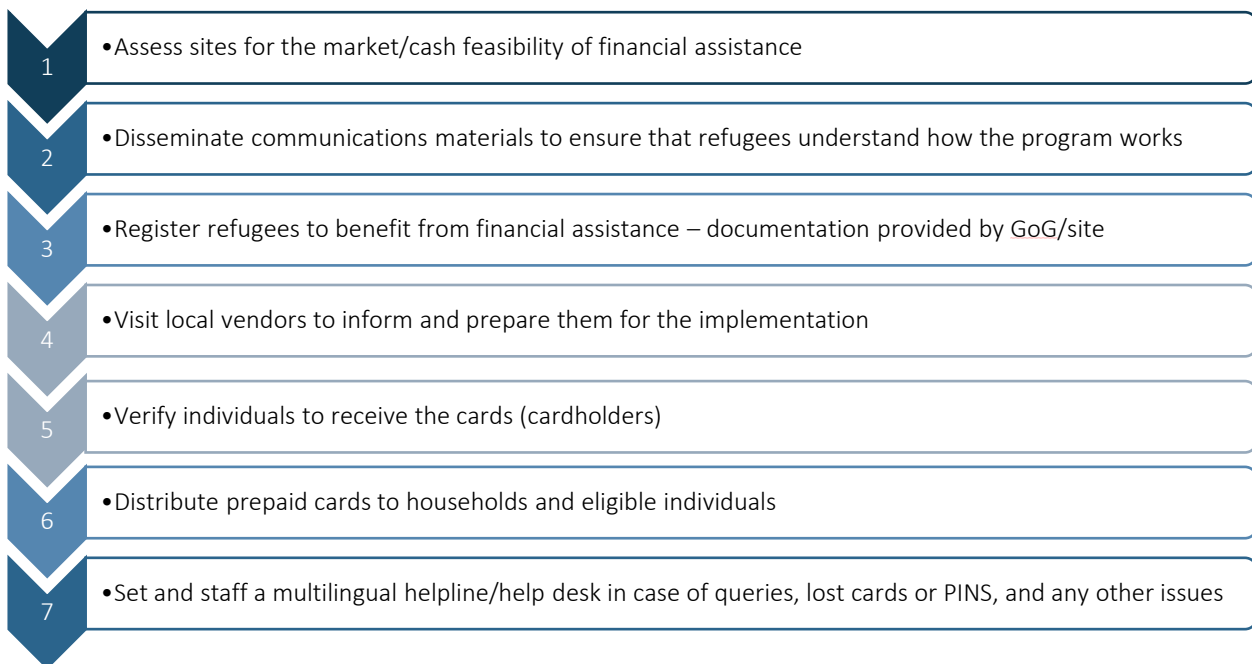 1
•Assess sites for the market/cash feasibility of financial assistance
2
•Disseminate communications materials to ensure that refugees understand how the program works
3
•Register refugees to benefit from financial assistance – documentation provided by GoG/site
4
•Visit local vendors to inform and prepare them for the implementation
5
•Verify individuals to receive the cards (cardholders)
6
•Distribute prepaid cards to households and eligible individuals
7
•Set and staff a multilingual helpline/help desk in case of queries, lost cards or PINS, and any other issues